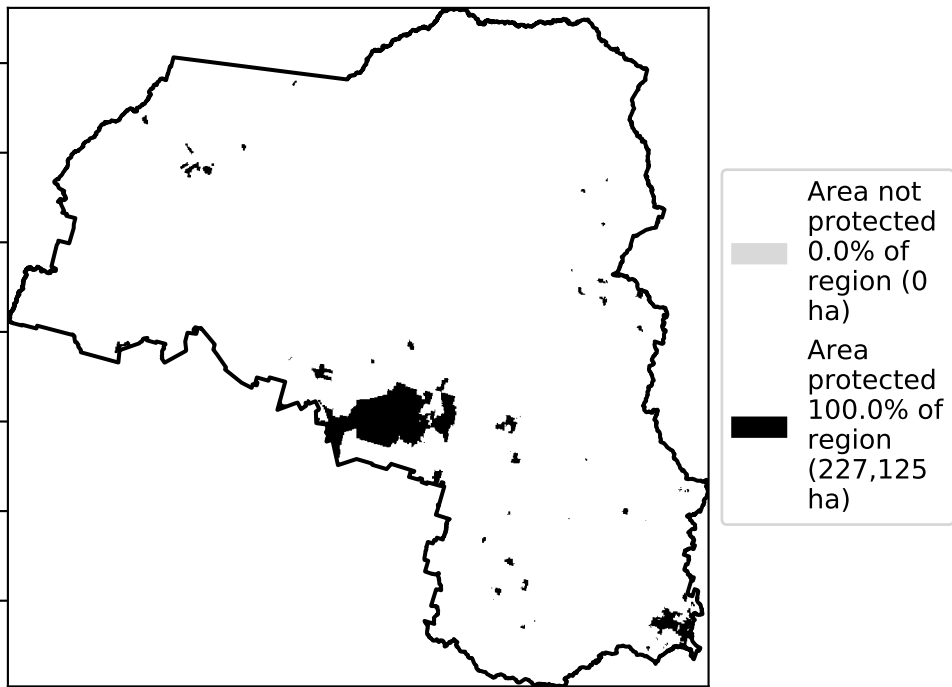 Area not
protected
0.0% of
region (0
ha)
Area
protected
100.0% of
region
(227,125
ha)